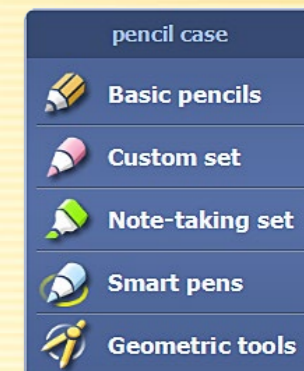 pencil case
Basic pencils
Custom set
Note-taking set
Smart pens
Geometric tools